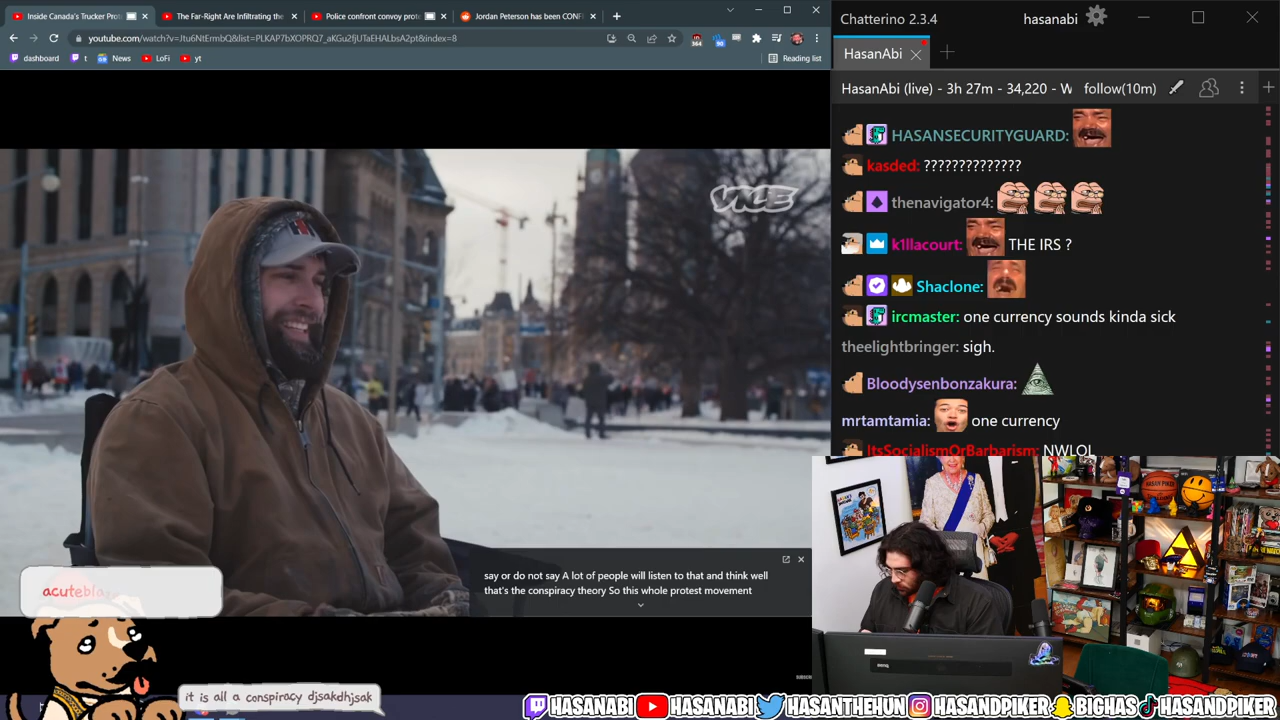 Inside Canada's Trucker Prot
The Far-Right Are Infiltrating the
Police confront convoy prote
Jordan Peterson has been CONFI
youtube.com/watch?v=Jtu6NtErmbQ&list=PLKAP7bXOPRQ7_aKGu2fjUTaEHALbsA2pt&index=8
dashboard
t
News
LoFi
yt
Reading list
Chatterino 2.3.4
hasanabi
HasanAbi
HasanAbi (live) - 3h 27m - 34,220 - W
follow(10m)
HASANSECURITYGUARD:
kasded: ??????????????
thenavigator4:
k1llacourt: THE IRS ?
Shaclone:
ircmaster: one currency sounds kinda sick
theelightbringer: sigh.
Bloodysenbonzakura:
mrtamtamia: one currency
ItsSocialismOrBarbarism: NWLOL
VICE
say or do not say A lot of people will listen to that and think well
that's the conspiracy theory So this whole protest movement
it is all a conspiracy djsakdhjsak
HASANABI
HASANABI
HASANTHEHUN
HASANDPIKER
BIGHAS
HASANDPIKER